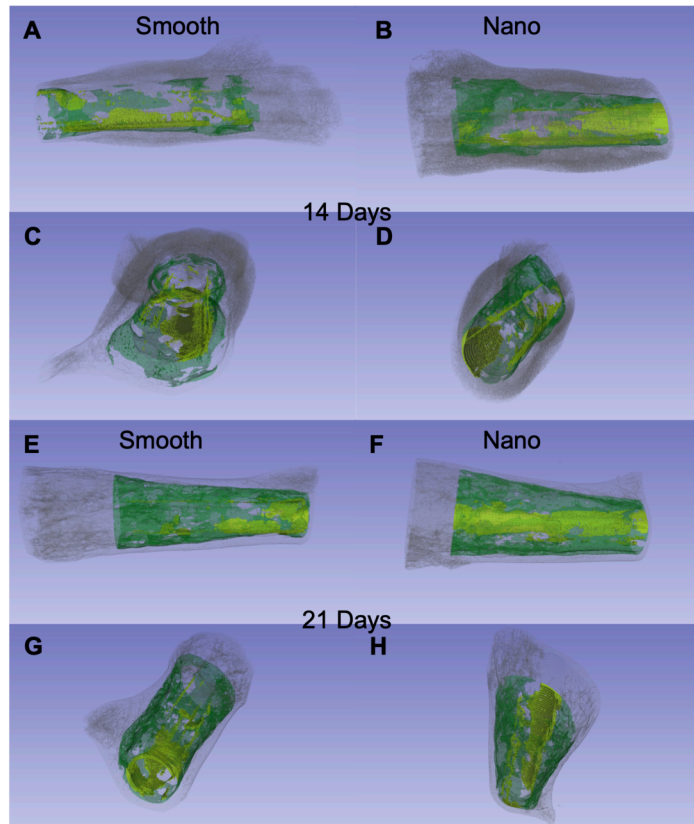 A Smooth B Nano
14 Days
C D
E Smooth F Nano
21 Days
G H